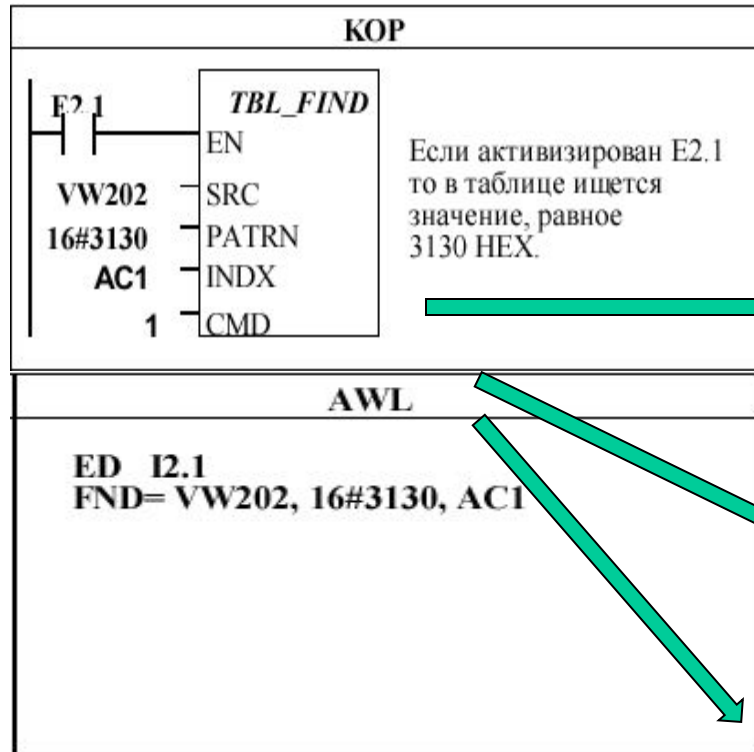 KOP
E2.1
TBL_FIND
EN
VW202
SRC
16#3130
PATRN
AC1
INDX
1
CMD
Если активизирован E2.1
то в таблице ищется
значение, равное
3130 HEX.
AWL
ED I2.1
FND= VW202, 16#3130, AC1